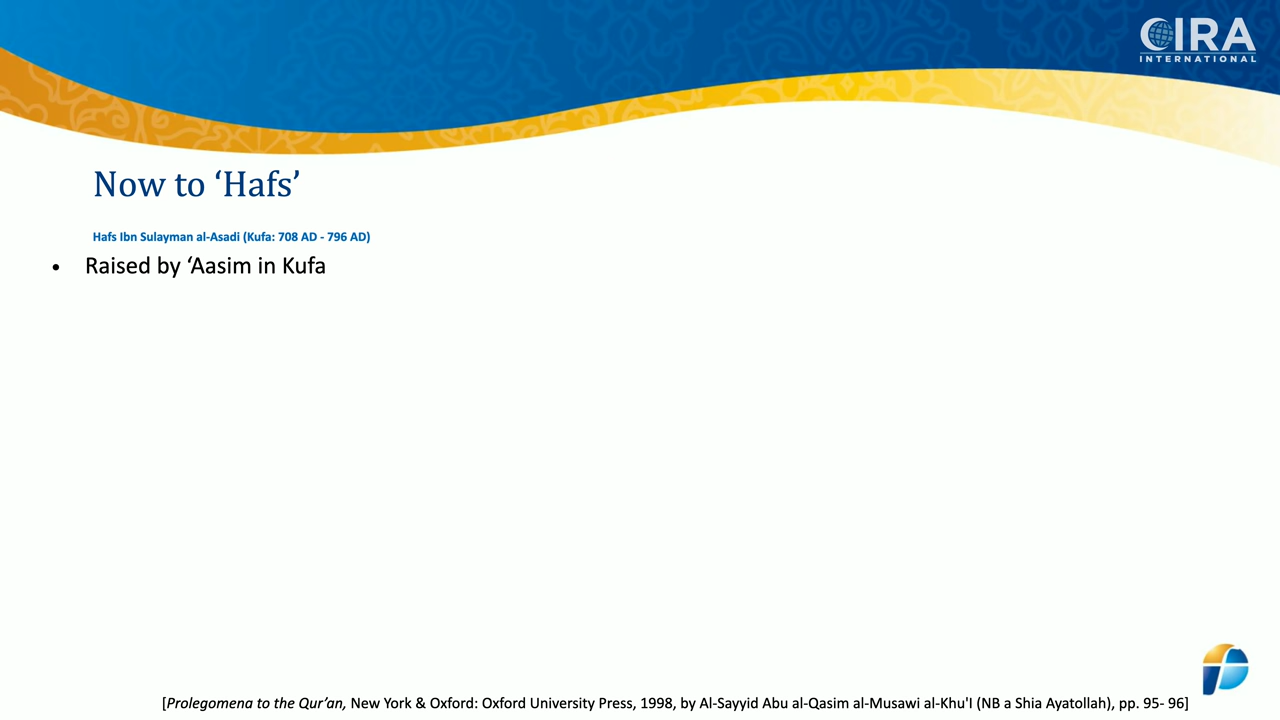 CIRA
INTERNATIONAL
Now to ‘Hafs’
Hafs Ibn Sulayman al-Asadi (Kufa: 708 AD - 796 AD)
• Raised by ‘Aasim in Kufa
[Prolegomena to the Qur’an, New York & Oxford: Oxford University Press, 1998, by Al-Sayyid Abu al-Qasim al-Musawi al-Khu'I (NB a Shia Ayatollah), pp. 95- 96]